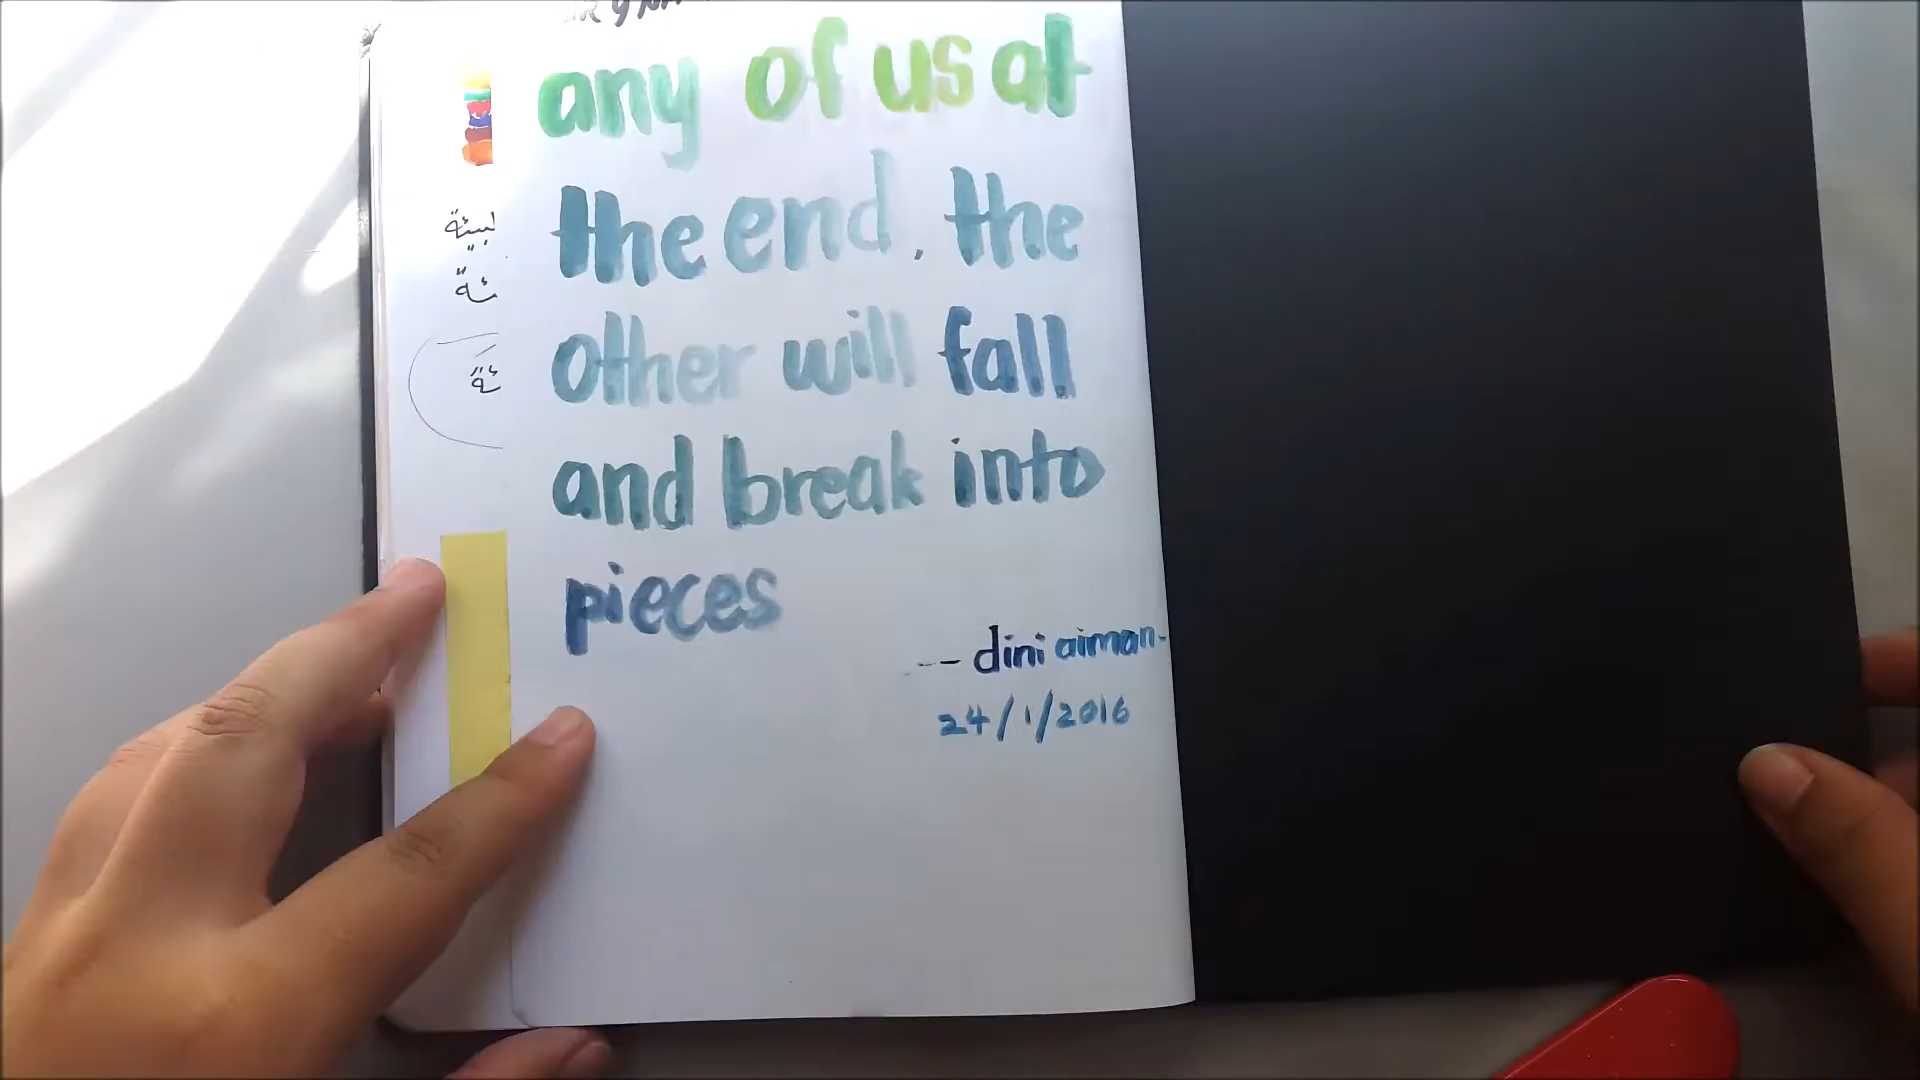 any of us at
the end. the
other will fall
and break into
pieces
-- dini aiman-
24/1/2016